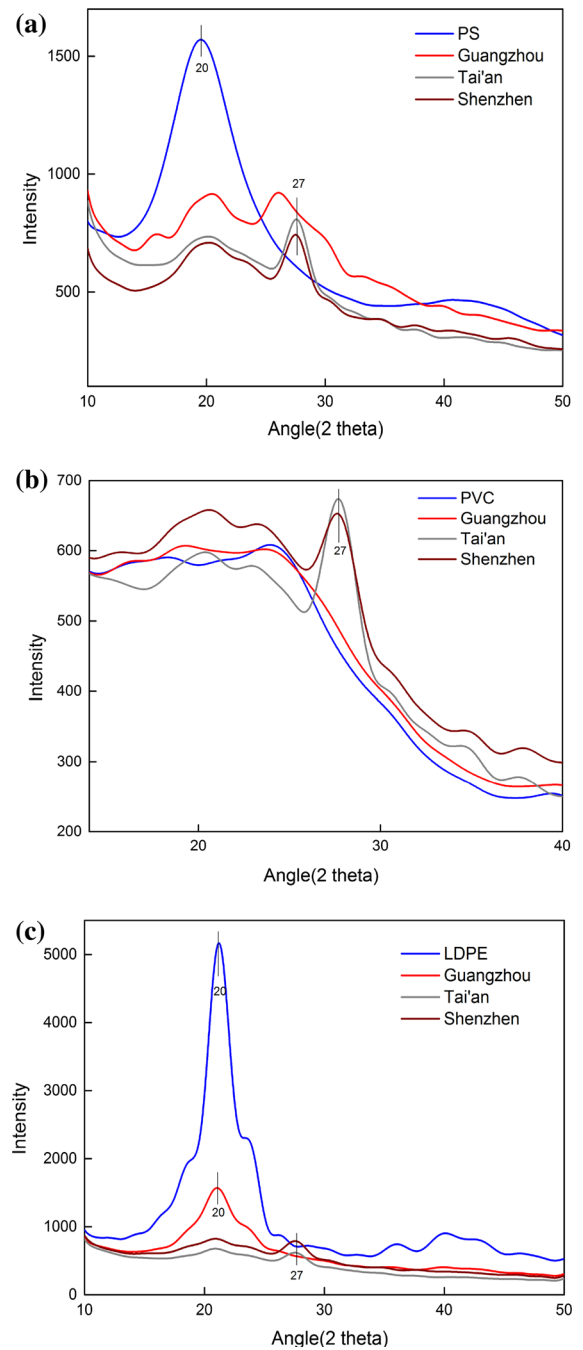 (a)
PS
Guangzhou
Tai'an
Shenzhen
1500
1000
500
20
27
Intensity
10 20 30 40 50
Angle(2 theta)
(b)
PVC
Guangzhou
Tai'an
Shenzhen
700
600
500
400
300
200
27
Intensity
20 30 40
Angle(2 theta)
(c)
LDPE
Guangzhou
Tai'an
Shenzhen
5000
4000
3000
2000
1000
0
20
20
27
Intensity
10 20 30 40 50
Angle(2 theta)